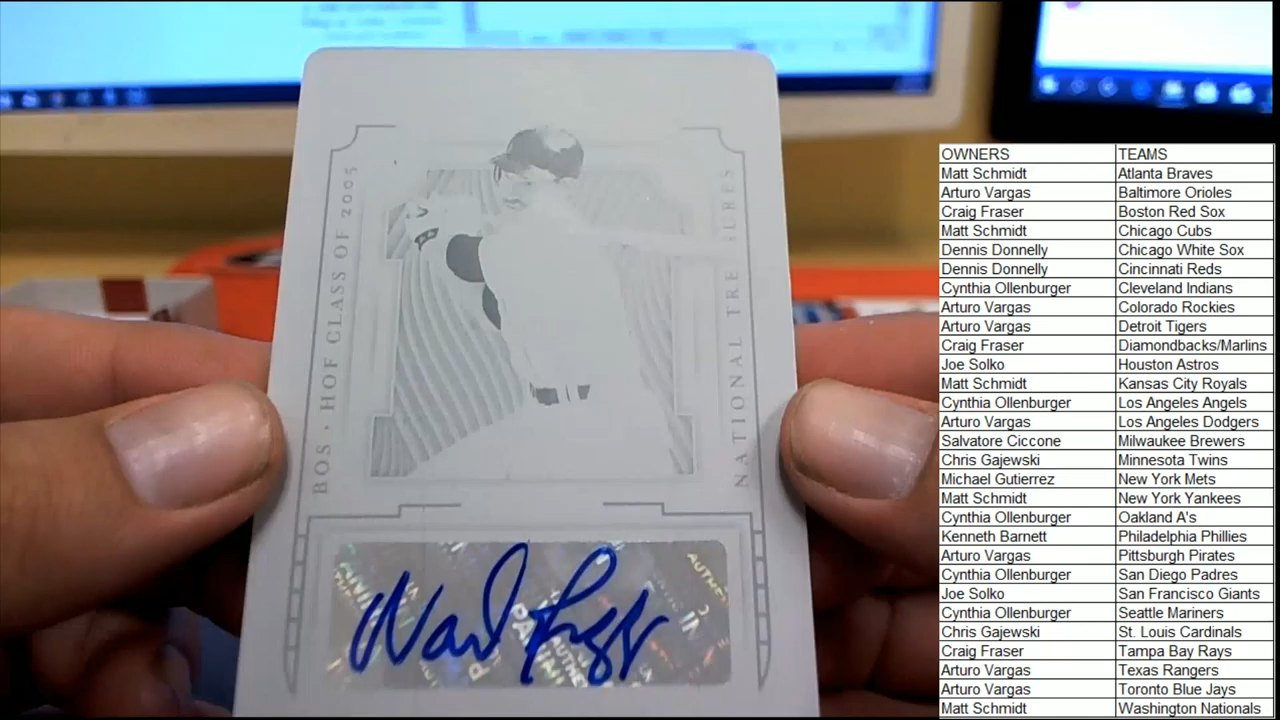 BOS · HOF CLASS OF 2005
NATIONAL TREASURES
Wade Boggs
OWNERS TEAMS
Matt Schmidt Atlanta Braves
Arturo Vargas Baltimore Orioles
Craig Fraser Boston Red Sox
Matt Schmidt Chicago Cubs
Dennis Donnelly Chicago White Sox
Dennis Donnelly Cincinnati Reds
Cynthia Ollenburger Cleveland Indians
Arturo Vargas Colorado Rockies
Arturo Vargas Detroit Tigers
Craig Fraser Diamondbacks/Marlins
Joe Solko Houston Astros
Matt Schmidt Kansas City Royals
Cynthia Ollenburger Los Angeles Angels
Arturo Vargas Los Angeles Dodgers
Salvatore Ciccone Milwaukee Brewers
Chris Gajewski Minnesota Twins
Michael Gutierrez New York Mets
Matt Schmidt New York Yankees
Cynthia Ollenburger Oakland A's
Kenneth Barnett Philadelphia Phillies
Arturo Vargas Pittsburgh Pirates
Cynthia Ollenburger San Diego Padres
Joe Solko San Francisco Giants
Cynthia Ollenburger Seattle Mariners
Chris Gajewski St. Louis Cardinals
Craig Fraser Tampa Bay Rays
Arturo Vargas Texas Rangers
Arturo Vargas Toronto Blue Jays
Matt Schmidt Washington Nationals